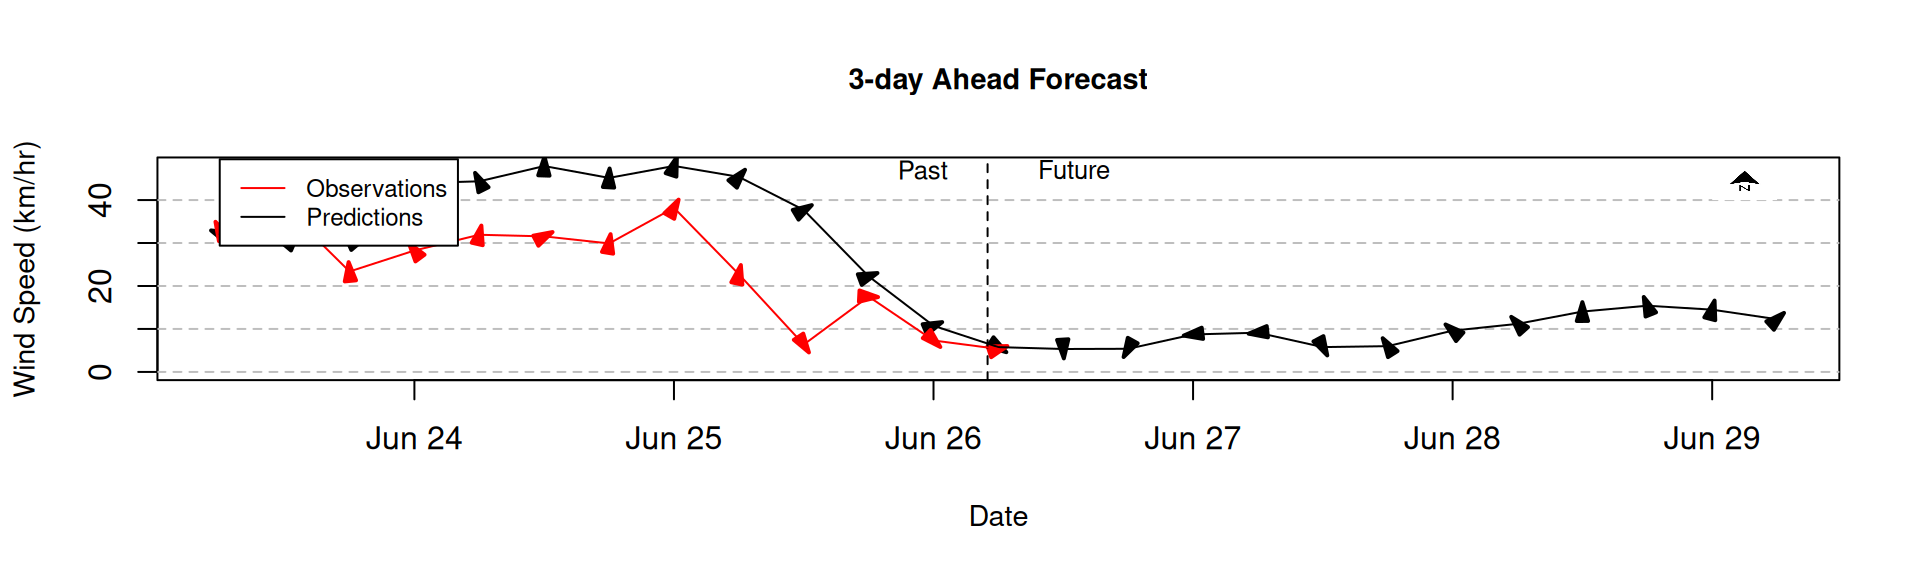 3-day Ahead Forecast
Wind Speed (km/hr)
Observations
Predictions
Past
Future
N
40
20
0
Jun 24
Jun 25
Jun 26
Jun 27
Jun 28
Jun 29
Date